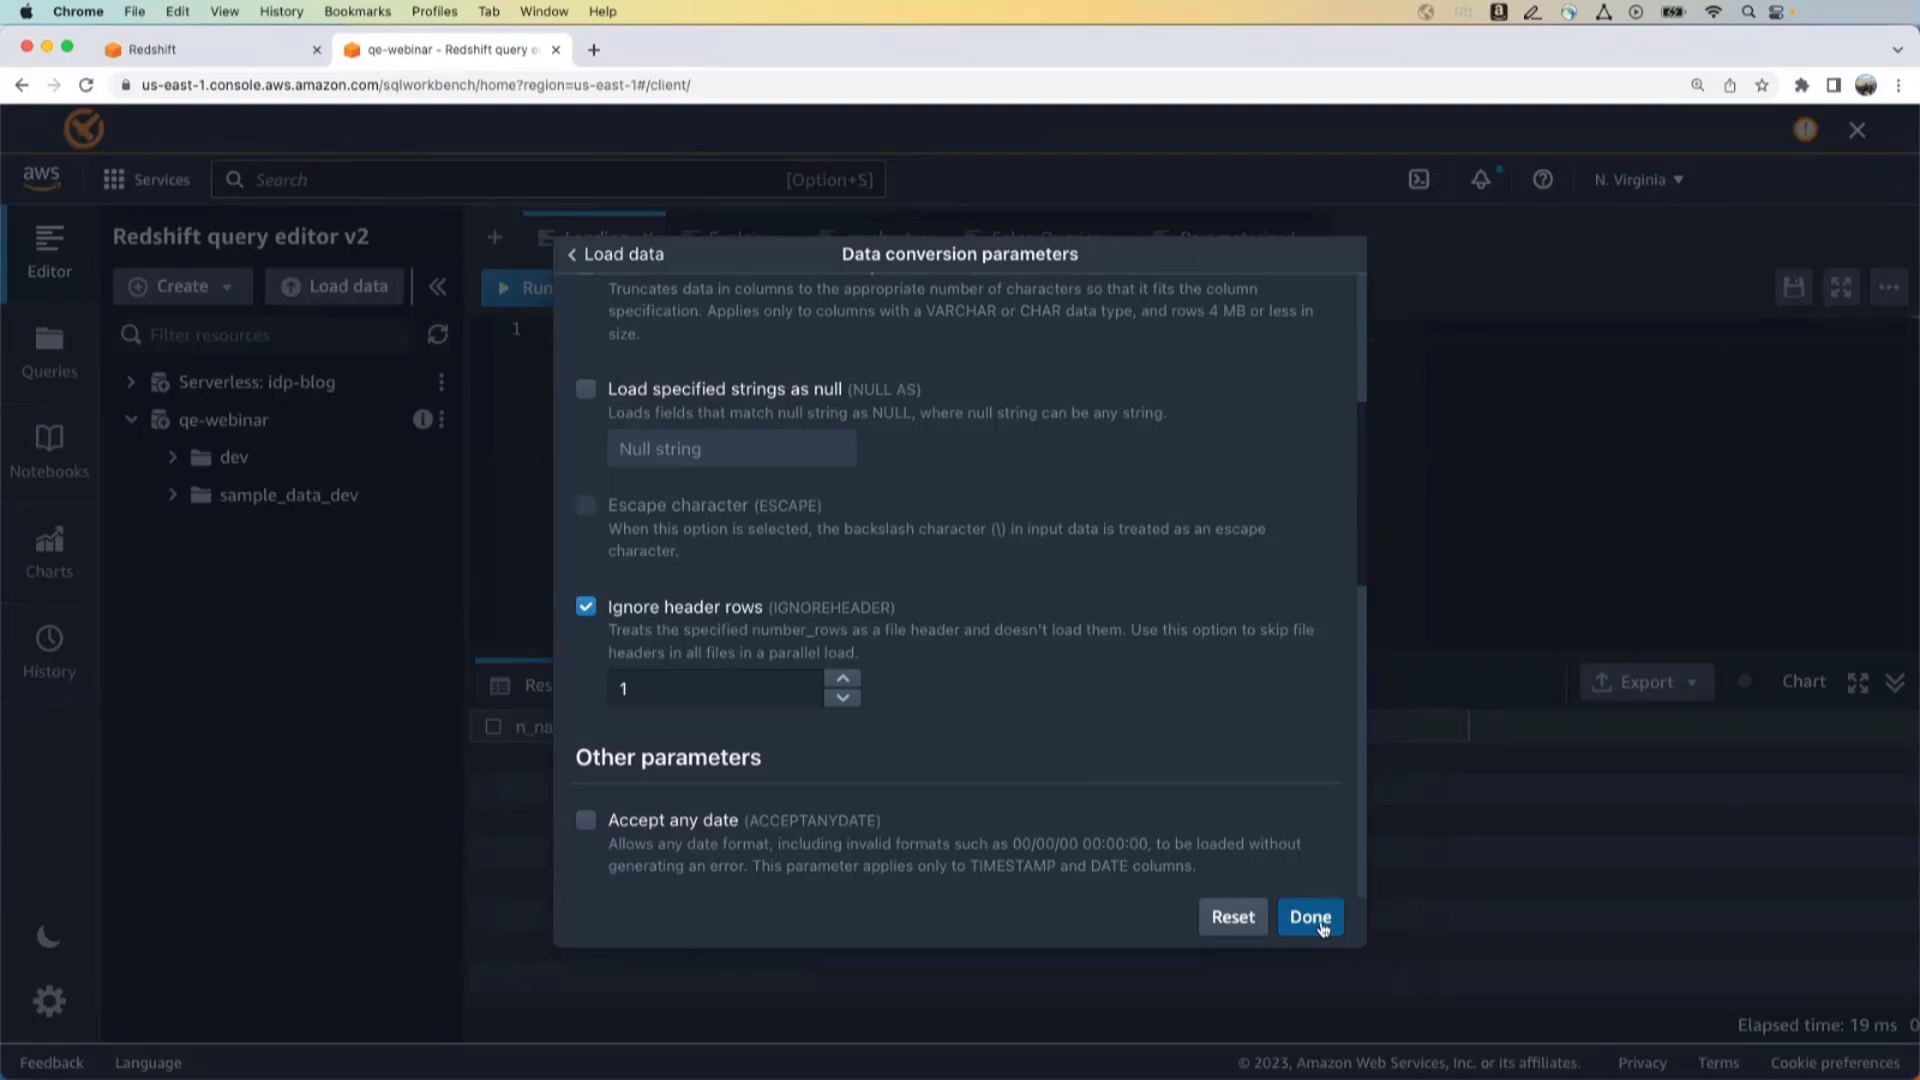 Chrome File Edit View History Bookmarks Profiles Tab Window Help
Redshift
qe-webinar - Redshift query e
us-east-1.console.aws.amazon.com/sqlworkbench/home?region=us-east-1#/client/
aws Services Search [Option+S] N. Virginia
Editor
Queries
Notebooks
Charts
History
Redshift query editor v2
Create Load data
Filter resources
Serverless: idp-blog
qe-webinar
dev
sample_data_dev
Run
1
Load data
Data conversion parameters
Truncates data in columns to the appropriate number of characters so that it fits the column
specification. Applies only to columns with a VARCHAR or CHAR data type, and rows 4 MB or less in
size.
Load specified strings as null (NULL AS)
Loads fields that match null string as NULL, where null string can be any string.
Null string
Escape character (ESCAPE)
When this option is selected, the backslash character (\) in input data is treated as an escape
character.
Ignore header rows (IGNOREHEADER)
Treats the specified number_rows as a file header and doesn't load them. Use this option to skip file
headers in all files in a parallel load.
1
Other parameters
Accept any date (ACCEPTANYDATE)
Allows any date format, including invalid formats such as 00/00/00 00:00:00, to be loaded without
generating an error. This parameter applies only to TIMESTAMP and DATE columns.
Reset Done
Res
n_na
Export Chart
Elapsed time: 19 ms
Feedback Language
© 2023, Amazon Web Services, Inc. or its affiliates. Privacy Terms Cookie preferences